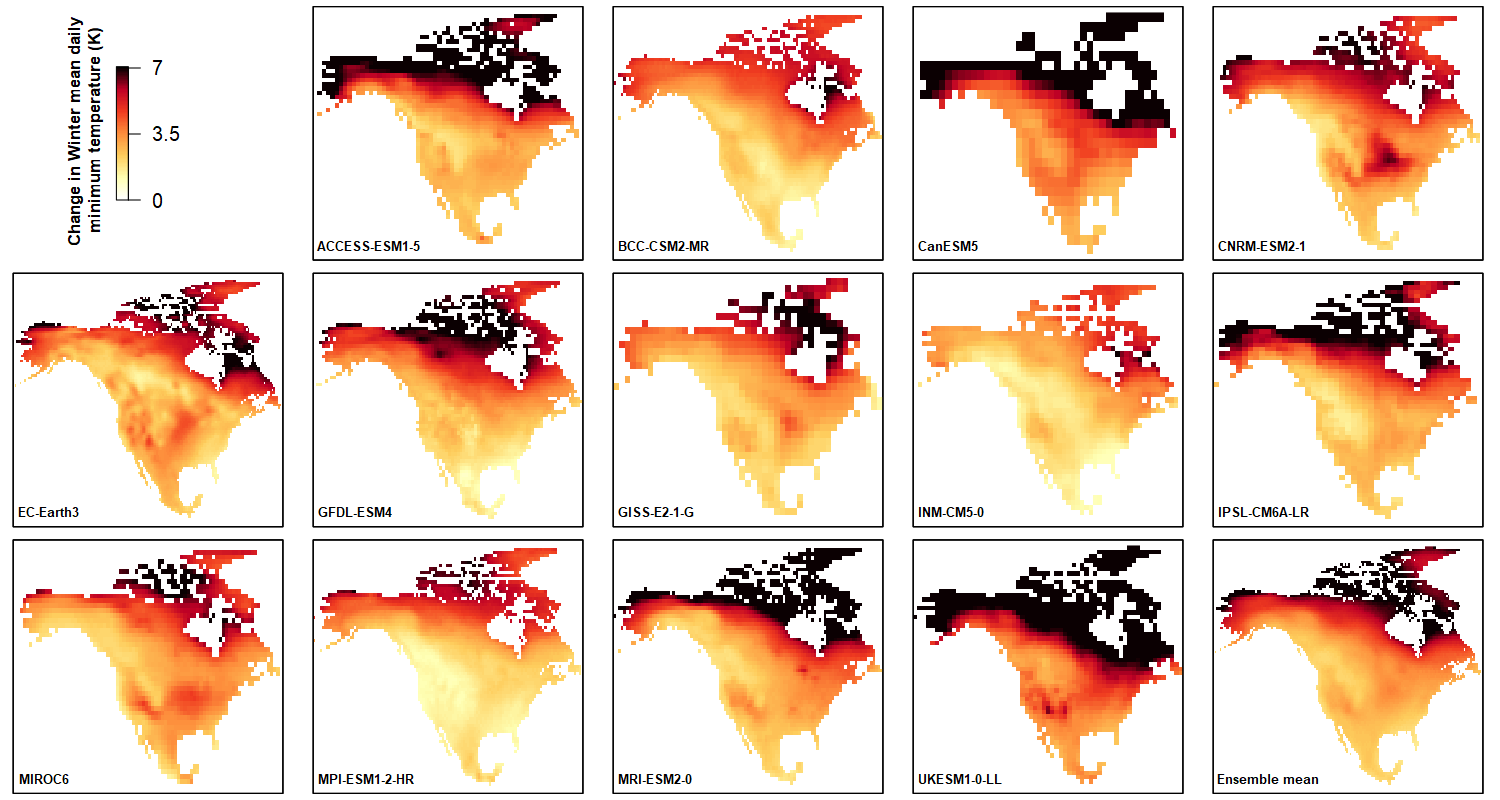 Change in Winter mean daily
minimum temperature (K)
7
3.5
0
ACCESS-ESM1-5
BCC-CSM2-MR
CanESM5
CNRM-ESM2-1
EC-Earth3
GFDL-ESM4
GISS-E2-1-G
INM-CM5-0
IPSL-CM6A-LR
MIROC6
MPI-ESM1-2-HR
MRI-ESM2-0
UKESM1-0-LL
Ensemble mean